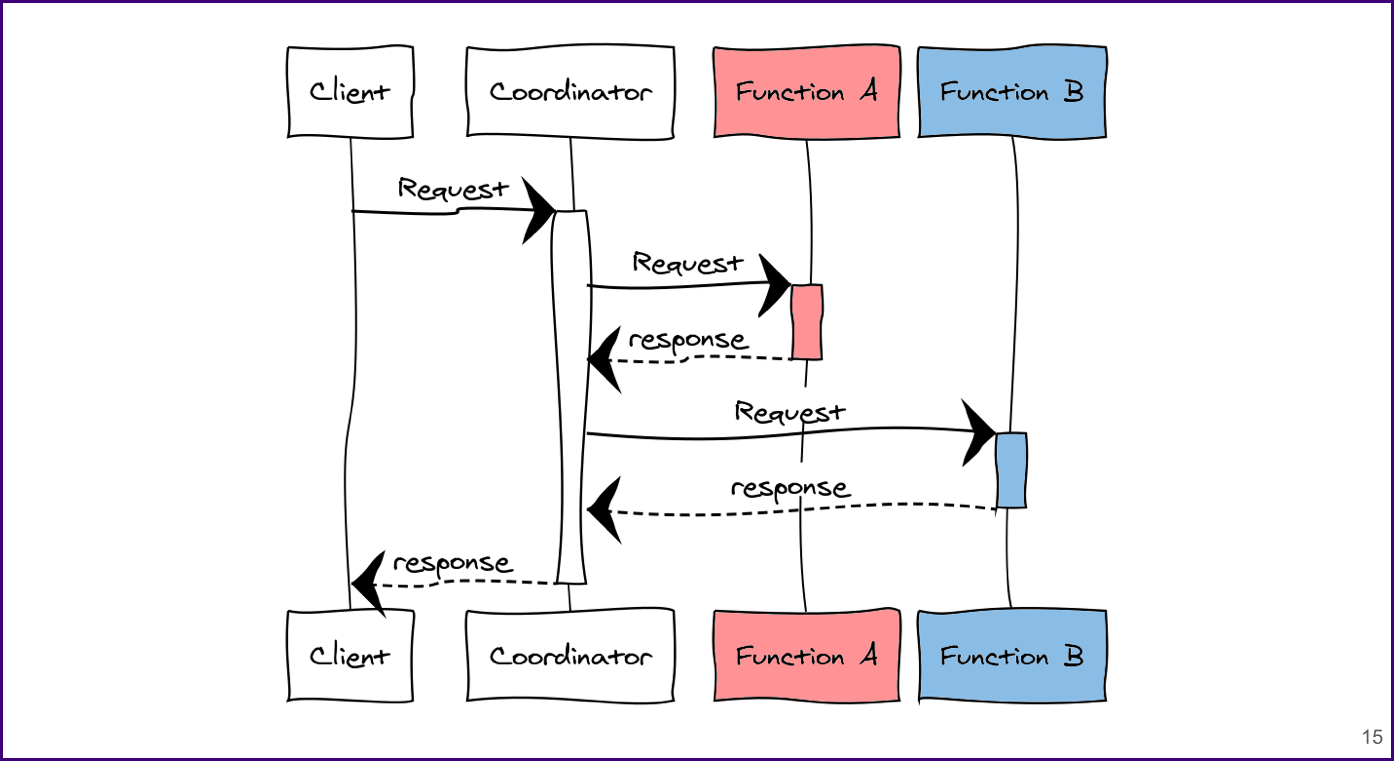 Client
Coordinator
Function A
Function B
Request
Request
response
Request
response
response
Client
Coordinator
Function A
Function B
15